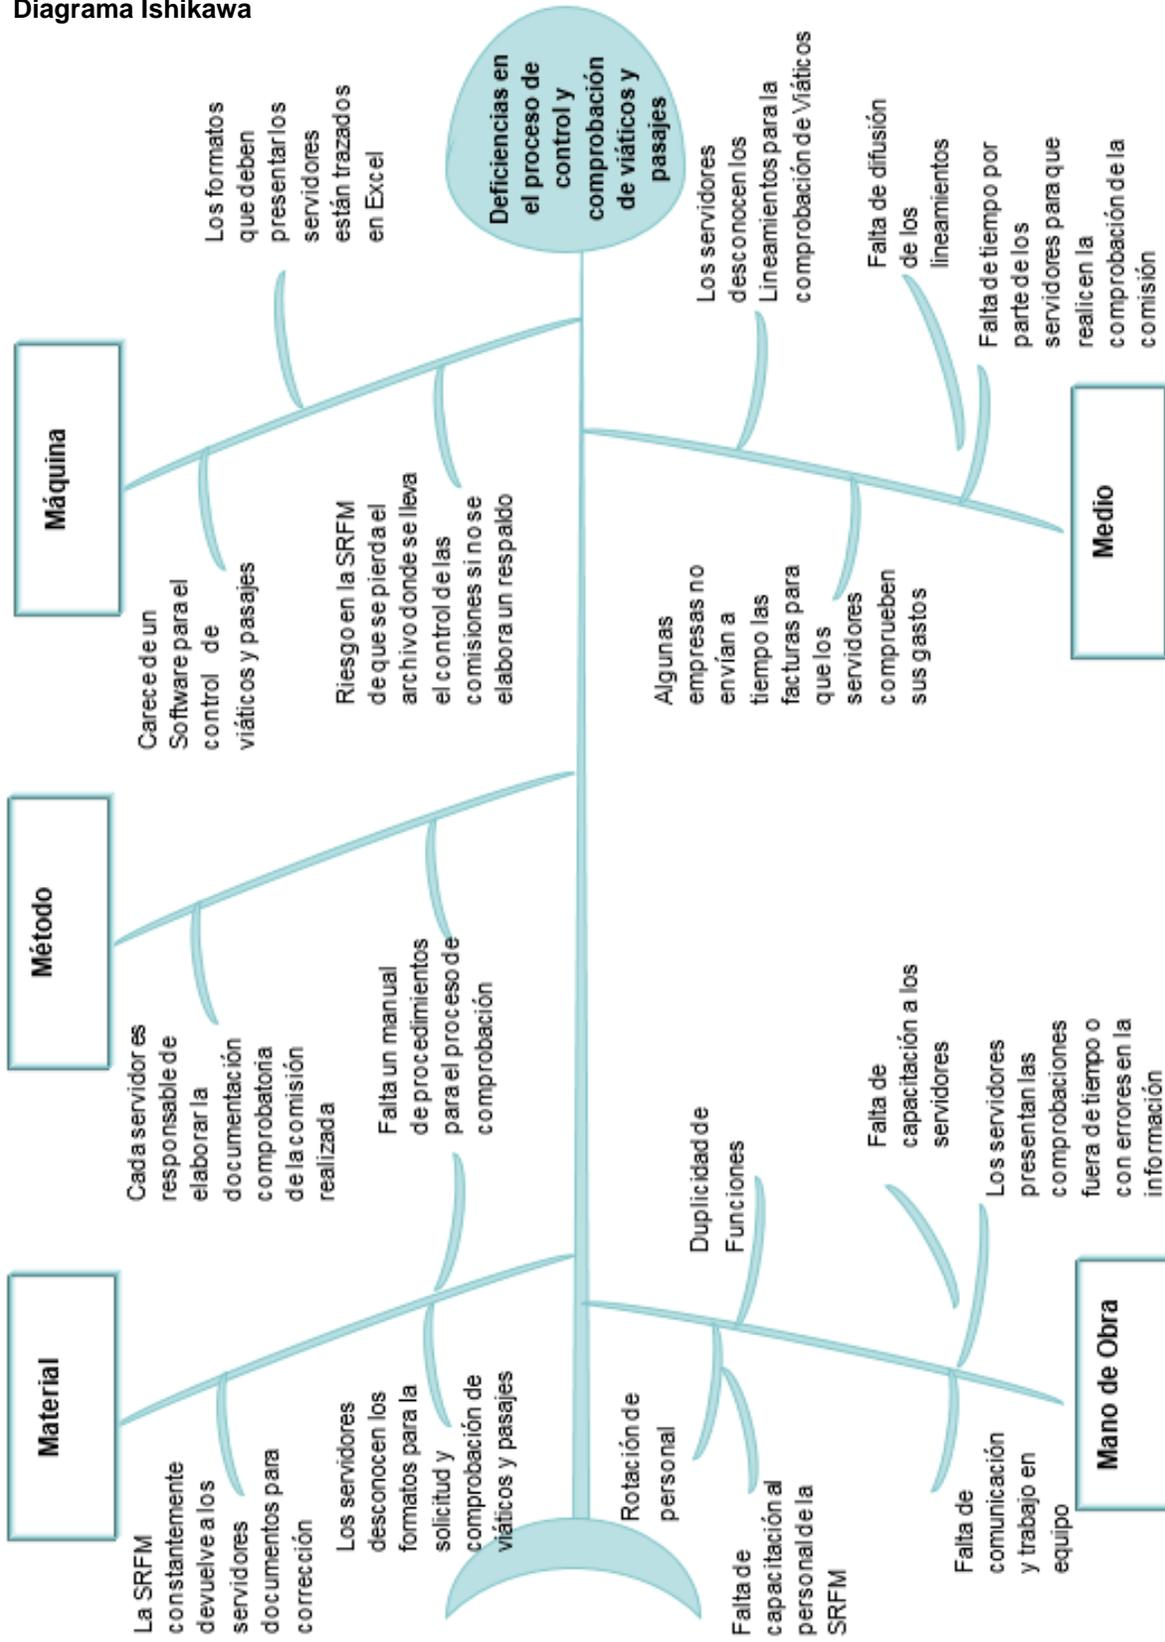 Diagrama Ishikawa
Material
Método
Máquina
La SRFM
constantemente
devuelve a los
servidores
documentos para
corrección
Los servidores
desconocen los
formatos para la
solicitud y
comprobación de
viáticos y pasajes
Cada servidor es
responsable de
elaborar la
documentación
comprobatoria
de la comisión
realizada
Falta un manual
de procedimientos
para el proceso de
comprobación
Carece de un
Software para el
control de
viáticos y pasajes
Los formatos
que deben
presentar los
servidores
están trazados
en Excel
Riesgo en la SRFM
de que se pierda el
archivo donde se lleva
el control de las
comisiones si no se
elabora un respaldo
Deficiencias en
el proceso de
control y
comprobación
de viáticos y
pasajes
Rotación de
personal
Falta de
capacitación al
personal de la
SRFM
Duplicidad de
Funciones
Falta de
capacitación a los
servidores
Los servidores
presentan las
comprobaciones
fuera de tiempo o
con errores en la
información
Falta de
comunicación
y trabajo en
equipo
Algunas
empresas no
envían a
tiempo las
facturas para
que los
servidores
comprueben
sus gastos
Los servidores
desconocen los
Lineamientos para la
comprobación de Viáticos
Falta de difusión
de los
lineamientos
Falta de tiempo por
parte de los
servidores para que
realicen la
comprobación de la
comisión
Mano de Obra
Medio